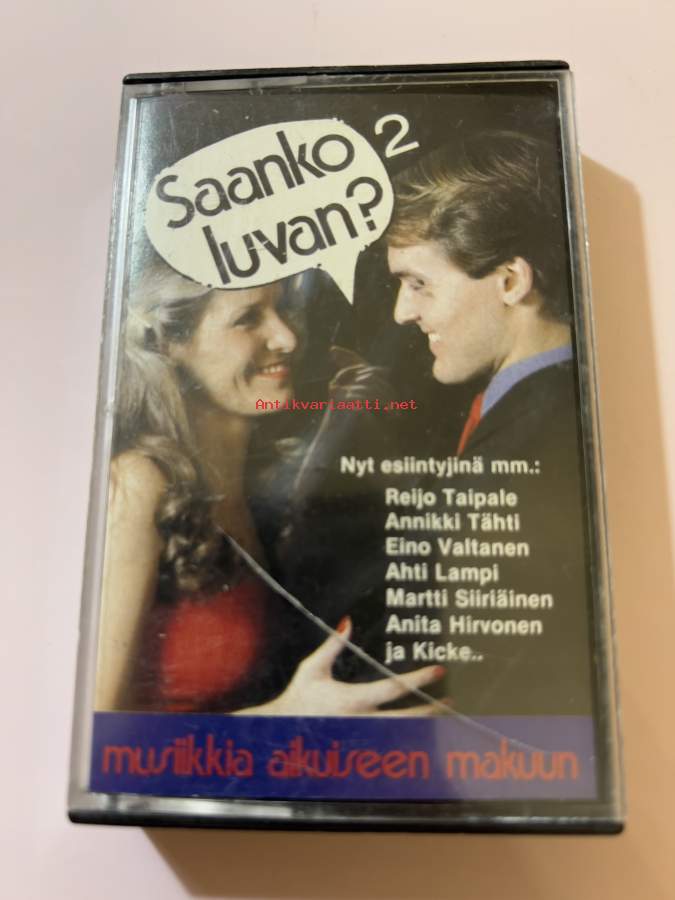 Saanko
luvan?
2
Antikvariaatti.net
Nyt esiintyjinä mm.:
Reijo Taipale
Annikki Tähti
Eino Valtanen
Ahti Lampi
Martti Siiriäinen
Anita Hirvonen
ja Kicke..
musiikkia aikuiseen makuun